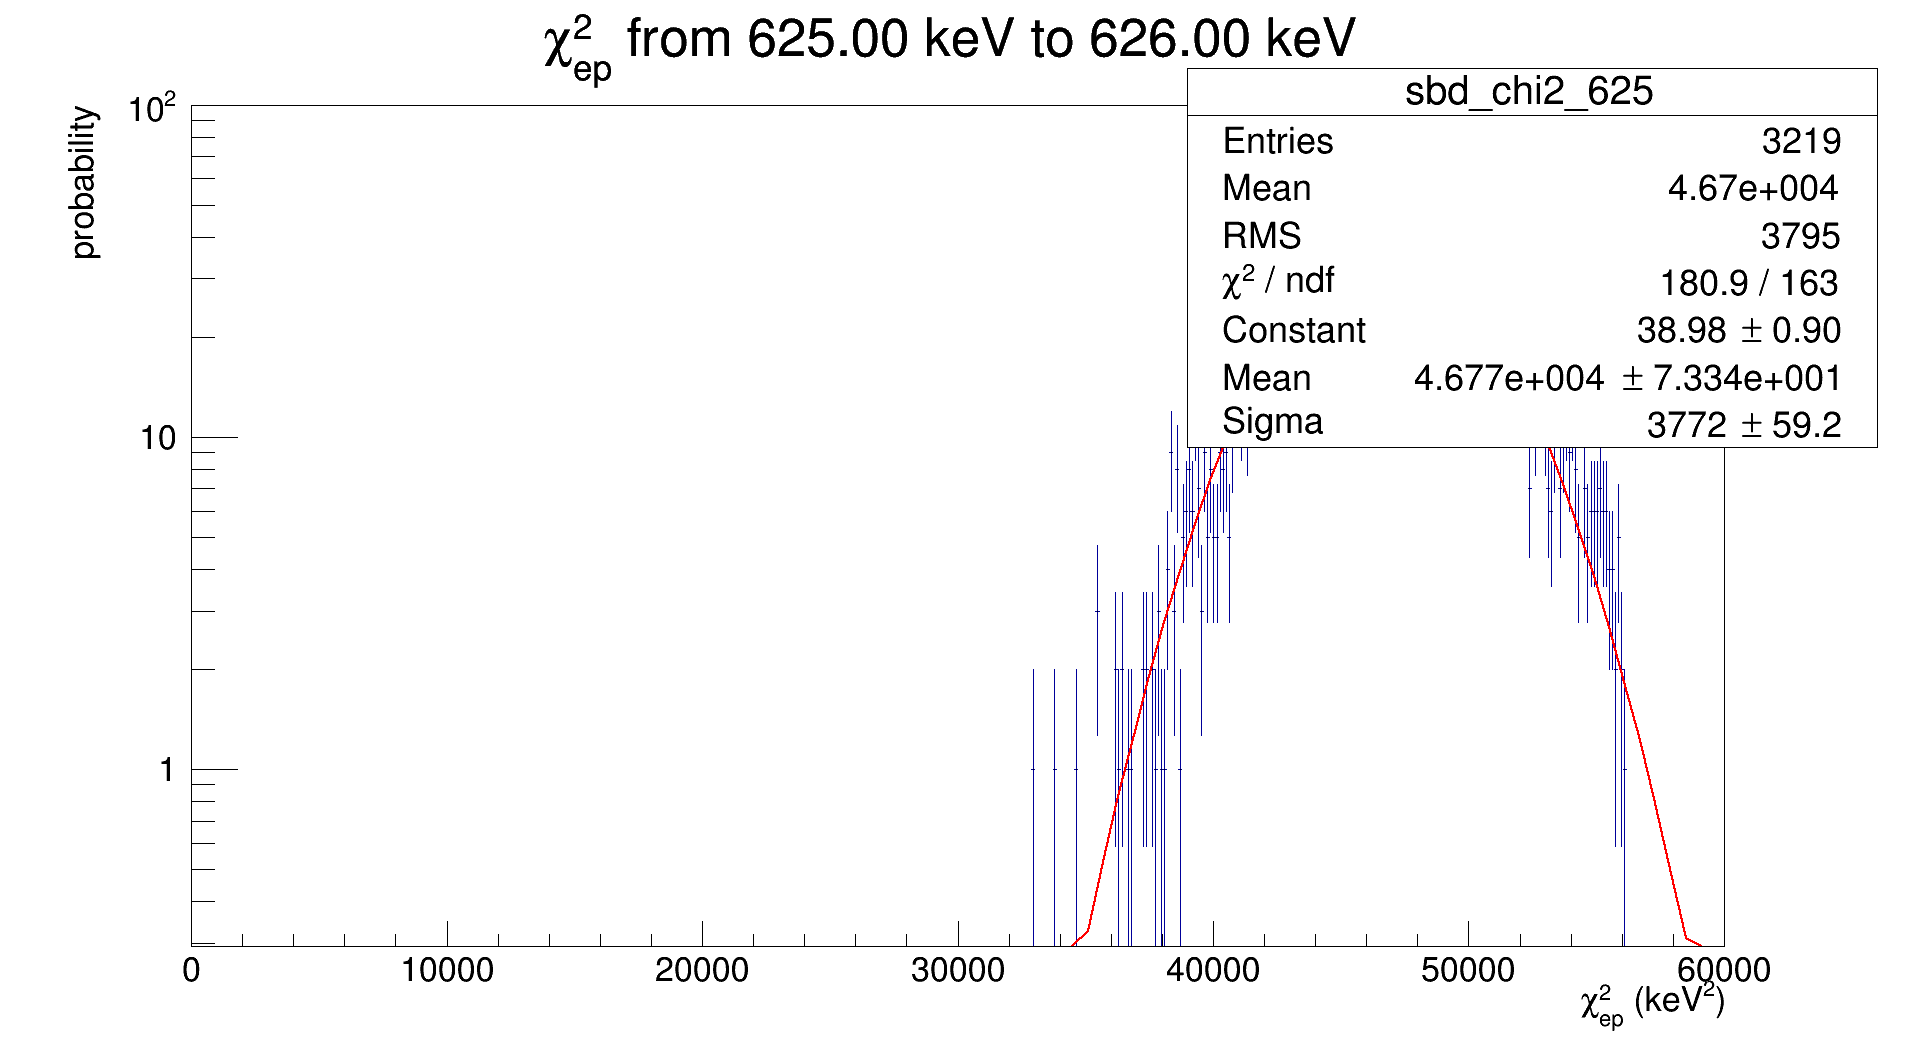 χ²ep from 625.00 keV to 626.00 keV
sbd_chi2_625
Entries 3219
Mean 4.67e+004
RMS 3795
χ² / ndf 180.9 / 163
Constant 38.98 ± 0.90
Mean 4.677e+004 ± 7.334e+001
Sigma 3772 ± 59.2
probability
10²
10
1
0 10000 20000 30000 40000 50000 60000
χ²ep (keV²)